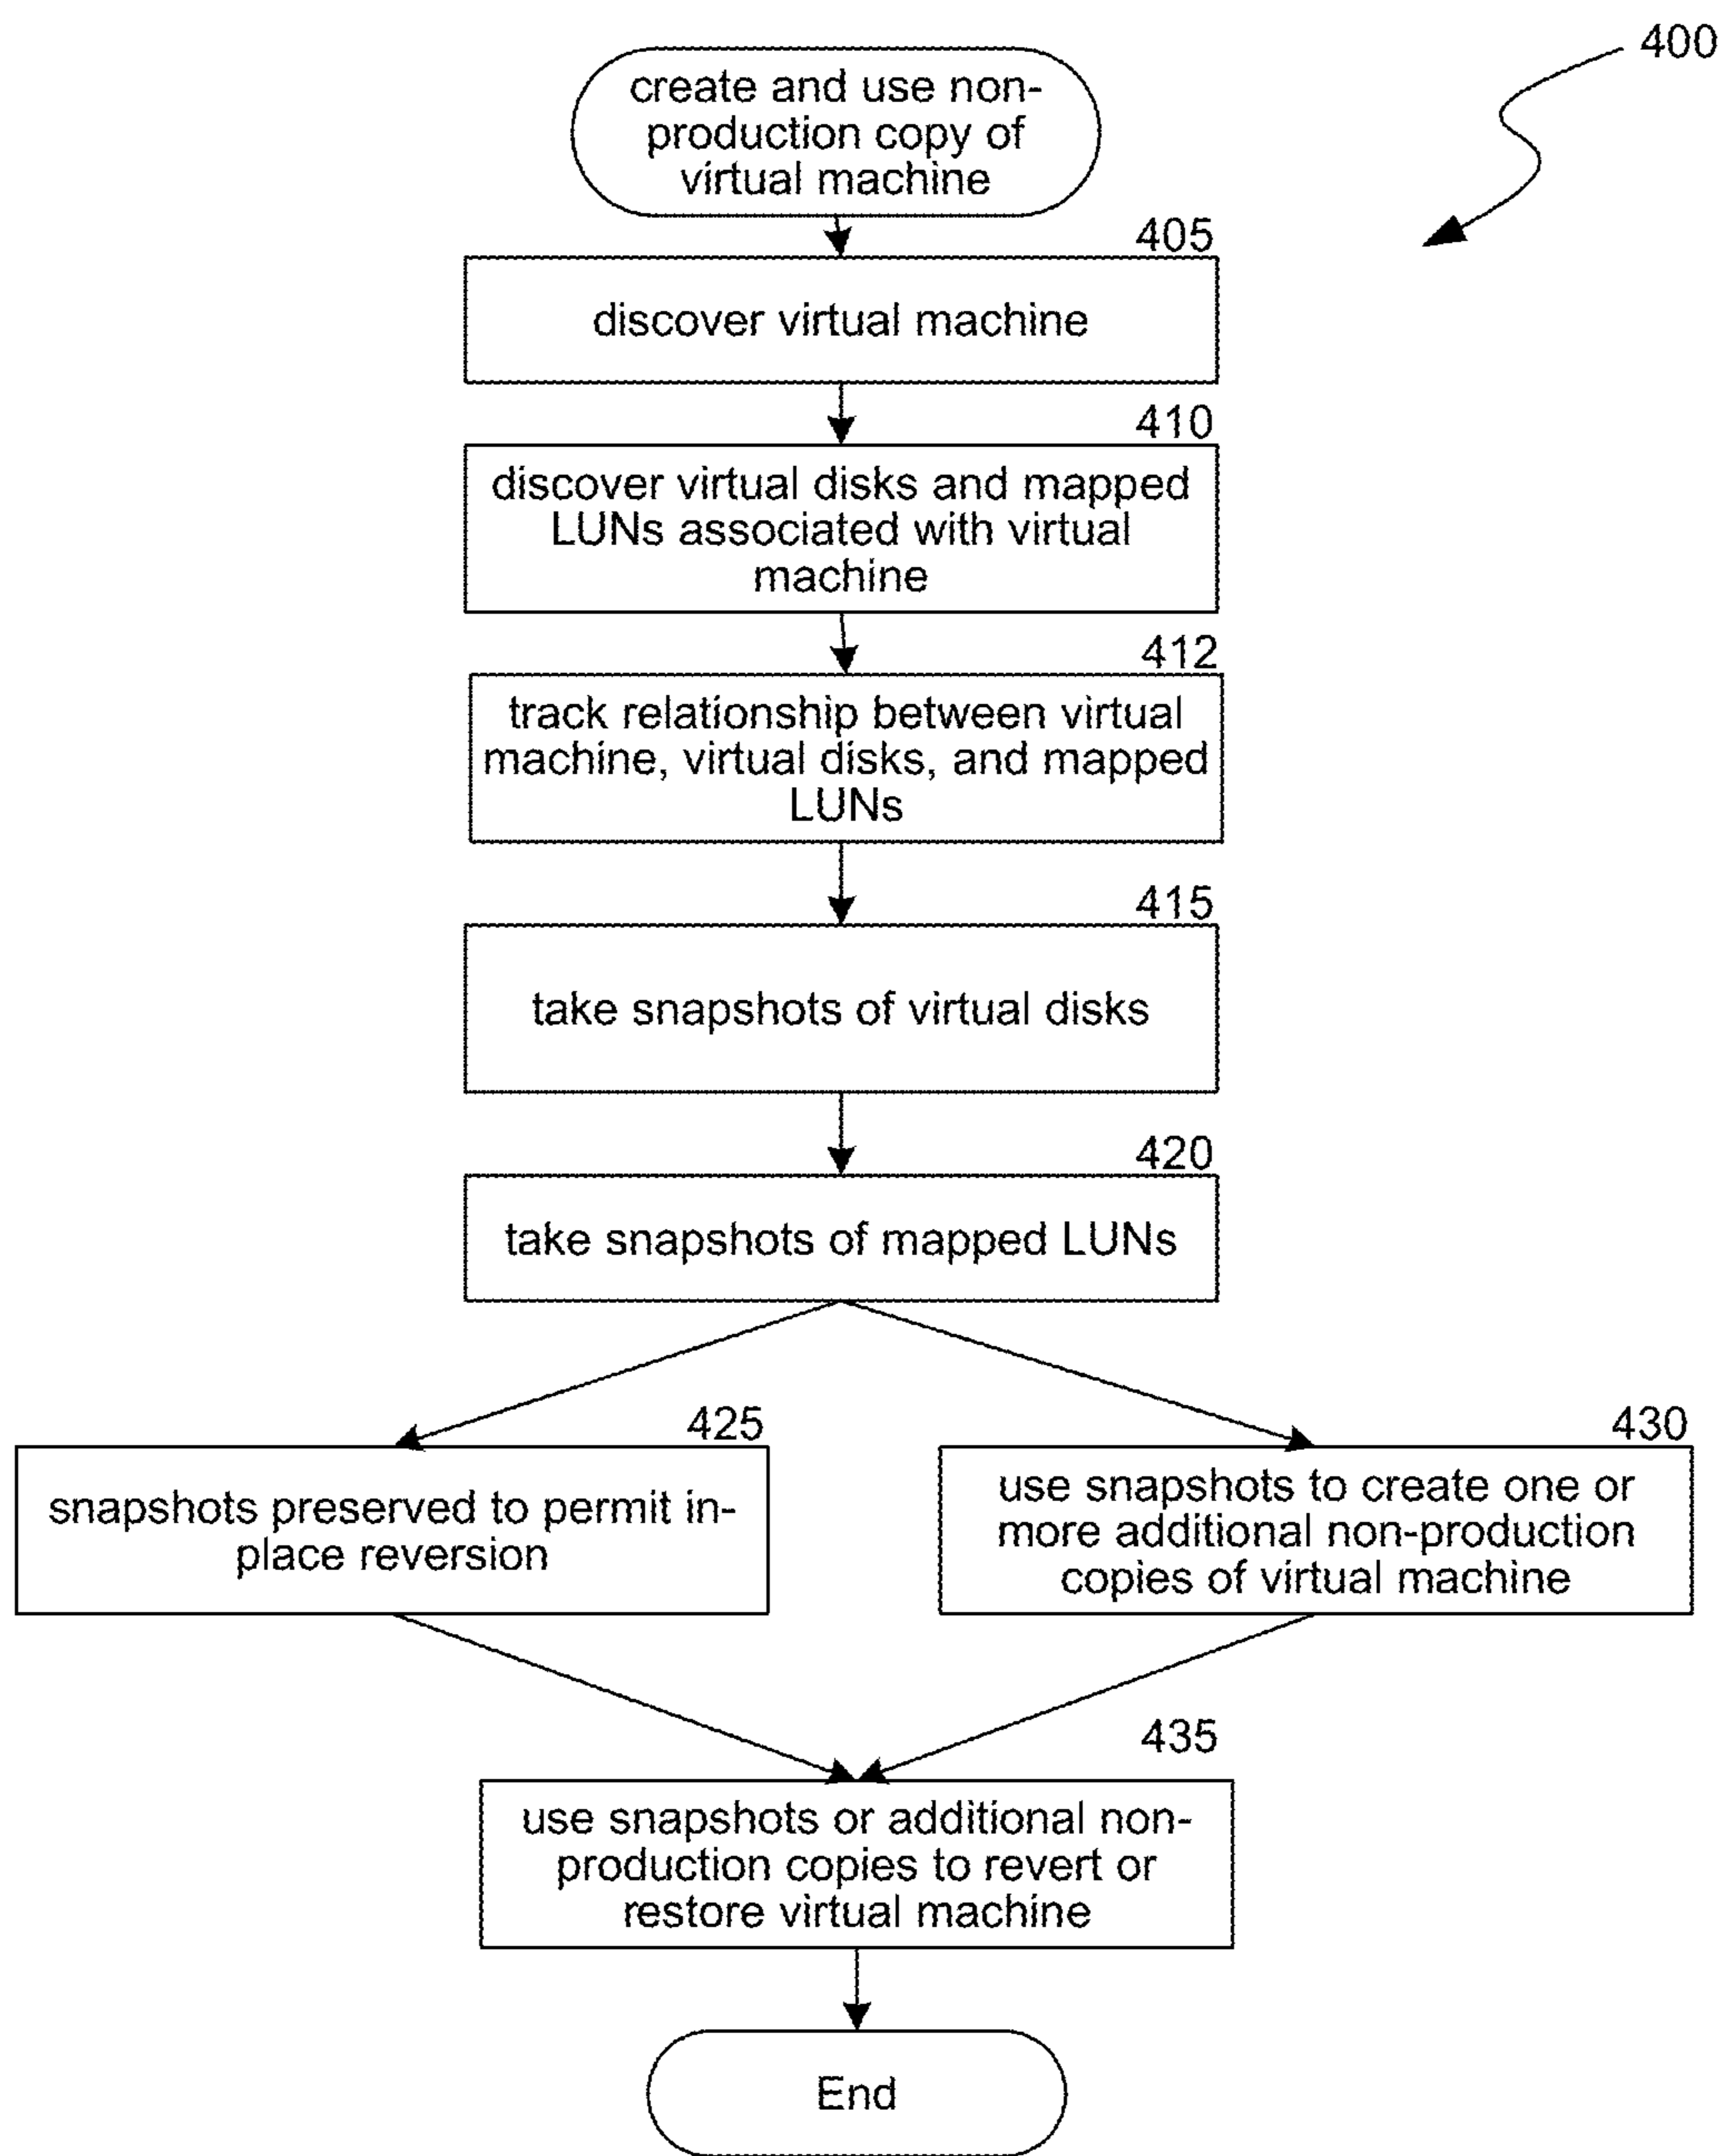 400
create and use non-
production copy of
virtual machine
405
discover virtual machine
410
discover virtual disks and mapped
LUNs associated with virtual
machine
412
track relationship between virtual
machine, virtual disks, and mapped
LUNs
415
take snapshots of virtual disks
420
take snapshots of mapped LUNs
425
snapshots preserved to permit in-
place reversion
430
use snapshots to create one or
more additional non-production
copies of virtual machine
435
use snapshots or additional non-
production copies to revert or
restore virtual machine
End